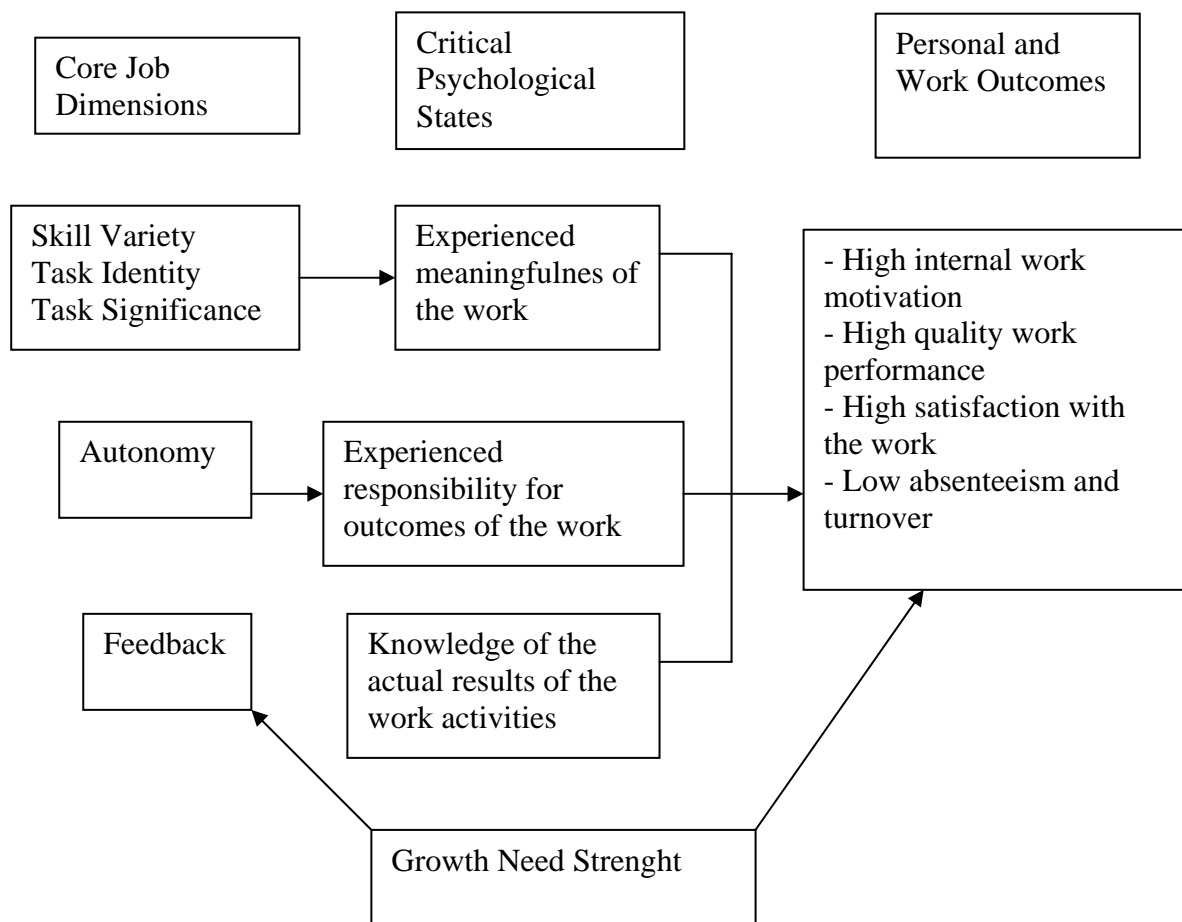 Core Job
Dimensions
Critical
Psychological
States
Personal and
Work Outcomes
Skill Variety
Task Identity
Task Significance
Experienced
meaningfulnes of
the work
- High internal work
motivation
- High quality work
performance
- High satisfaction with
the work
- Low absenteeism and
turnover
Autonomy
Experienced
responsibility for
outcomes of the work
Feedback
Knowledge of the
actual results of the
work activities
Growth Need Strenght